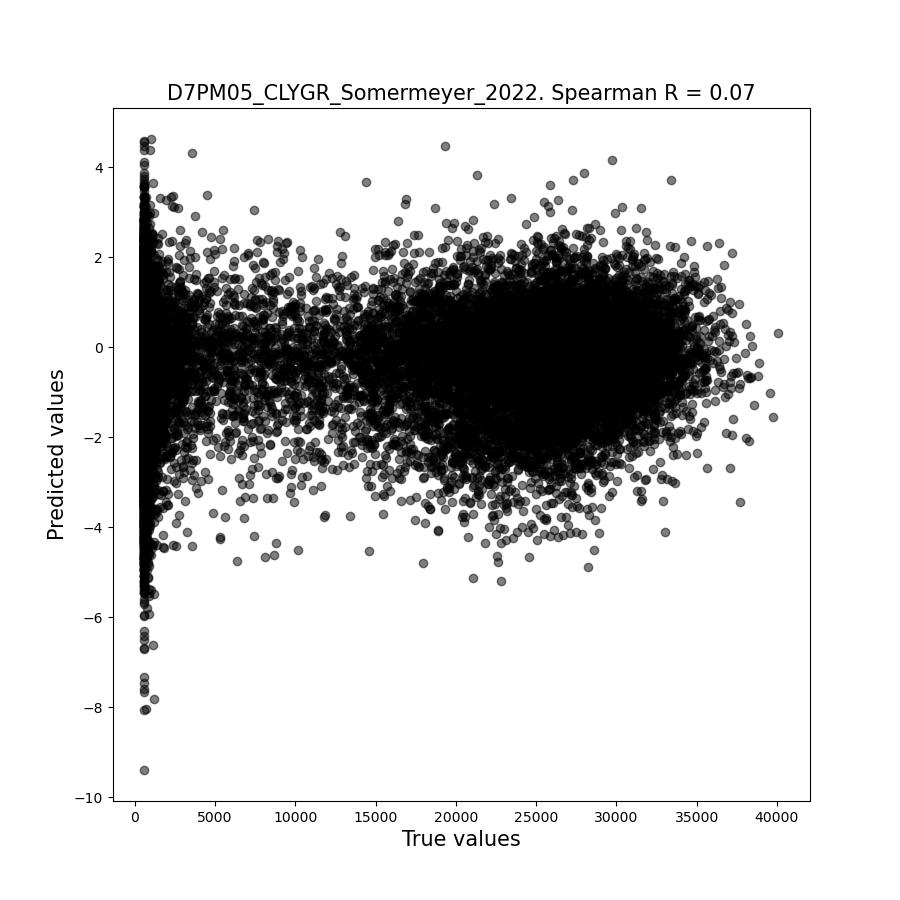 D7PM05_CLYGR_Somermeyer_2022. Spearman R = 0.07
Predicted values
4
2
0
−2
−4
−6
−8
−10
0 5000 10000 15000 20000 25000 30000 35000 40000
True values